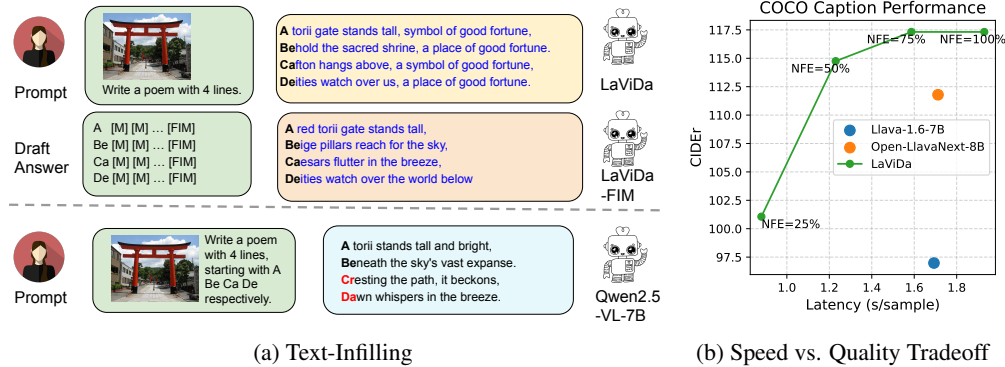 Prompt
Write a poem with 4 lines.
A torii gate stands tall, symbol of good fortune,
Behold the sacred shrine, a place of good fortune.
Cafton hangs above, a symbol of good fortune,
Deities watch over us, a place of good fortune.
LaViDa
Draft
Answer
A [M] [M] ... [FIM]
Be [M] [M] ... [FIM]
Ca [M] [M] ... [FIM]
De [M] [M] ... [FIM]
A red torii gate stands tall,
Beige pillars reach for the sky,
Caesars flutter in the breeze,
Deities watch over the world below
LaViDa
-FIM
Prompt
Write a poem
with 4 lines,
starting with A
Be Ca De
respectively.
A torii stands tall and bright,
Beneath the sky's vast expanse.
Cresting the path, it beckons,
Dawn whispers in the breeze.
Qwen2.5
-VL-7B
(a) Text-Infilling
COCO Caption Performance
CIDEr
117.5
115.0
112.5
110.0
107.5
105.0
102.5
100.0
97.5
NFE=25%
NFE=50%
NFE=75%
NFE=100%
Llava-1.6-7B
Open-LlavaNext-8B
LaViDa
1.0 1.2 1.4 1.6 1.8
Latency (s/sample)
(b) Speed vs. Quality Tradeoff